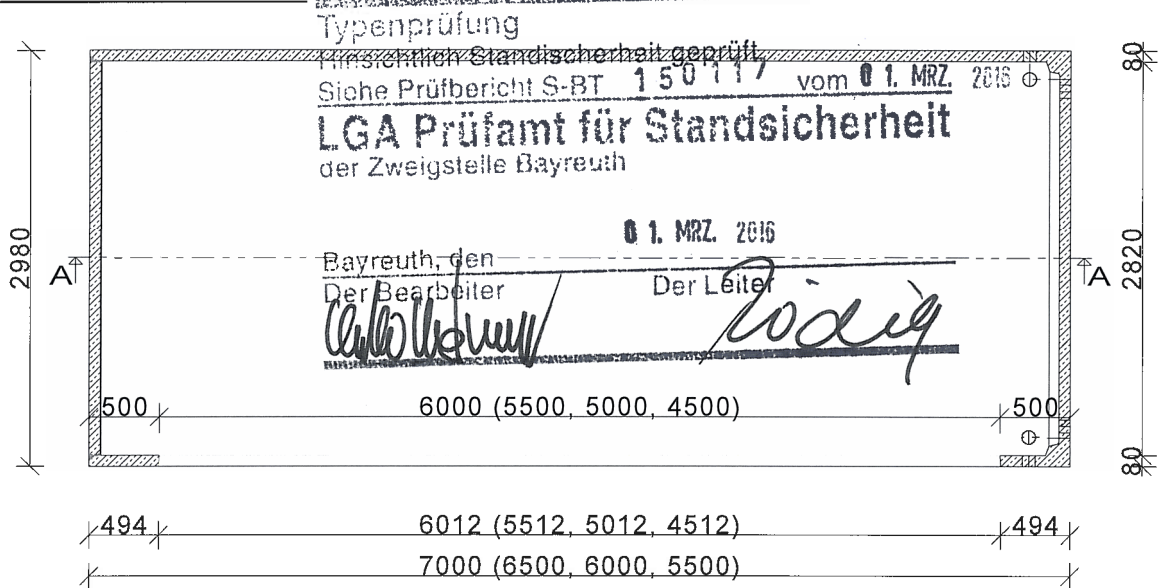 Typenprüfung
Hinsichtlich Standischerheit geprüft
Siehe Prüfbericht S-BT 150117 vom 01. MRZ. 2016
LGA Prüfamt für Standsicherheit
der Zweigstelle Bayreuth
01. MRZ. 2016
Bayreuth, den
Der Bearbeiter Der Leiter
80
2980
A
A
2820
500 6000 (5500, 5000, 4500) 500
80
494 6012 (5512, 5012, 4512) 494
7000 (6500, 6000, 5500)